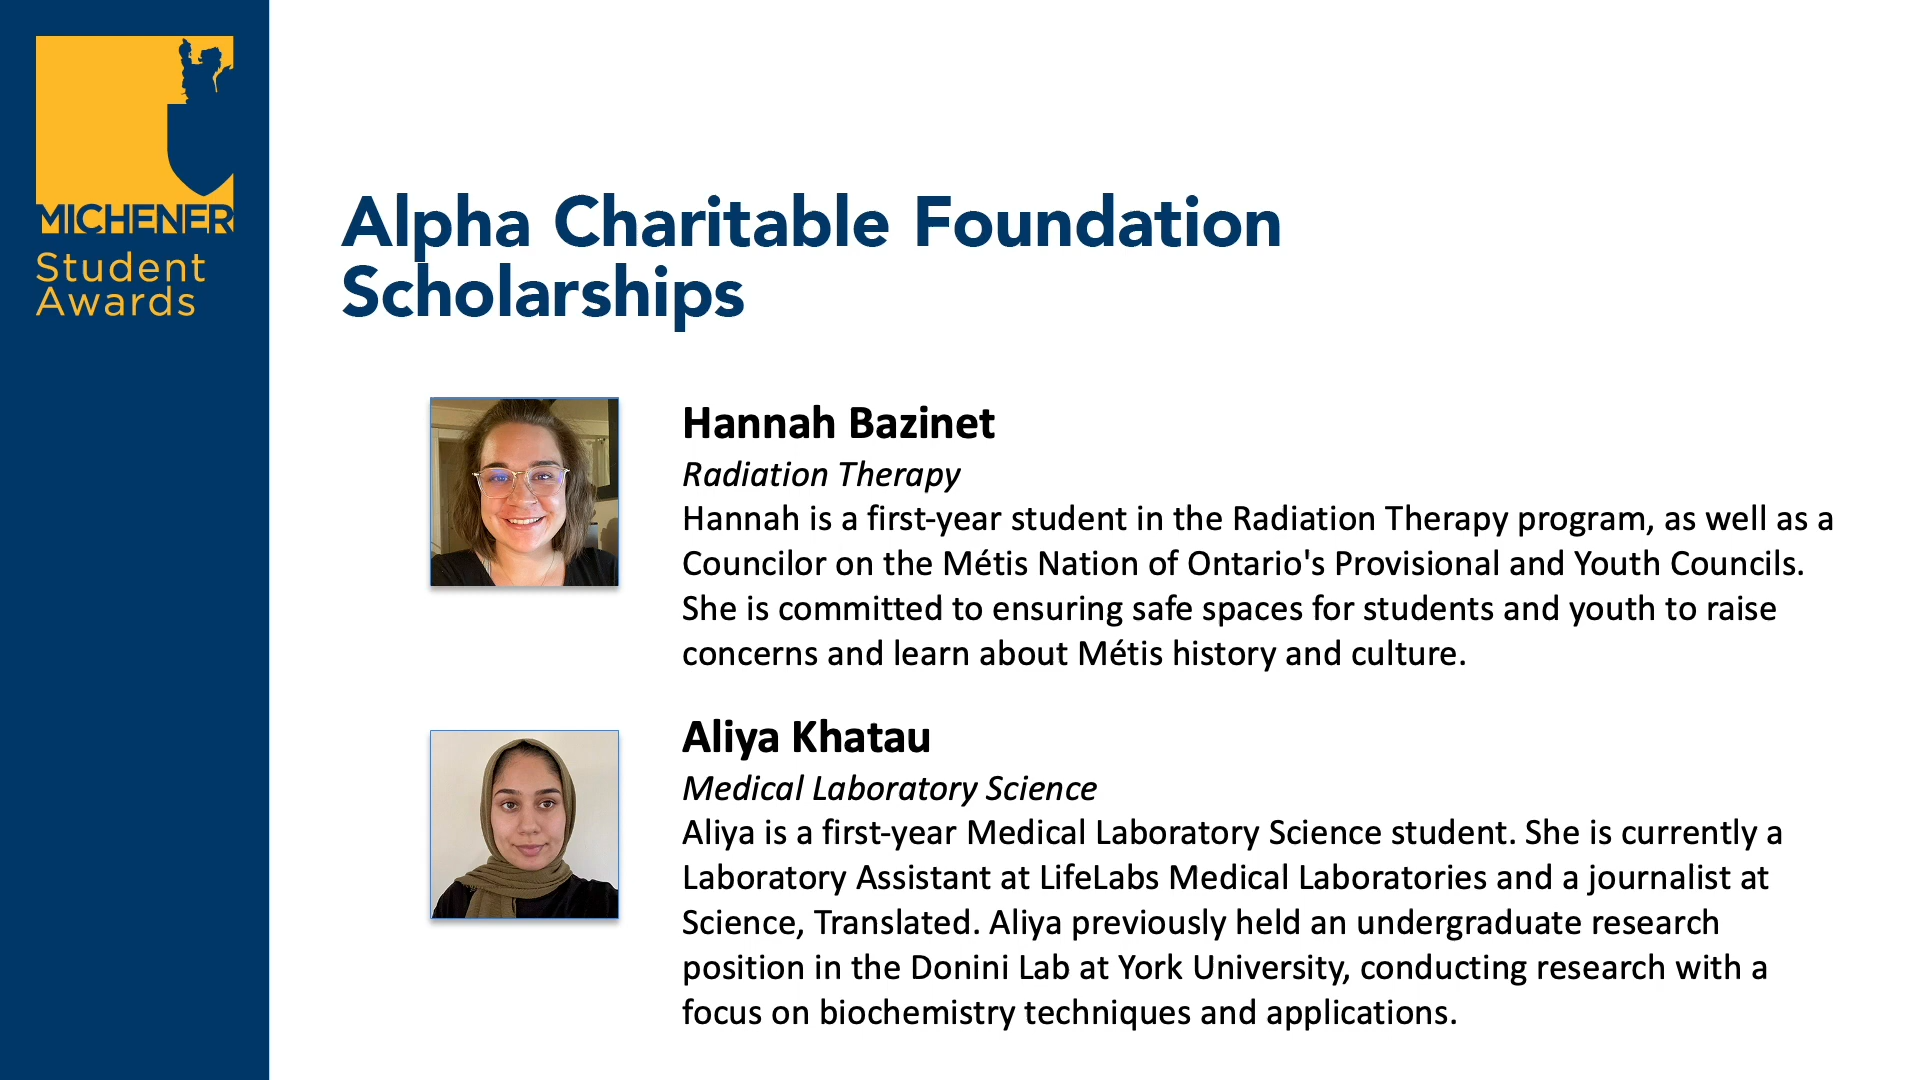 MICHENER
Student
Awards
Alpha Charitable Foundation
Scholarships
Hannah Bazinet
Radiation Therapy
Hannah is a first-year student in the Radiation Therapy program, as well as a
Councilor on the Métis Nation of Ontario's Provisional and Youth Councils.
She is committed to ensuring safe spaces for students and youth to raise
concerns and learn about Métis history and culture.
Aliya Khatau
Medical Laboratory Science
Aliya is a first-year Medical Laboratory Science student. She is currently a
Laboratory Assistant at LifeLabs Medical Laboratories and a journalist at
Science, Translated. Aliya previously held an undergraduate research
position in the Donini Lab at York University, conducting research with a
focus on biochemistry techniques and applications.